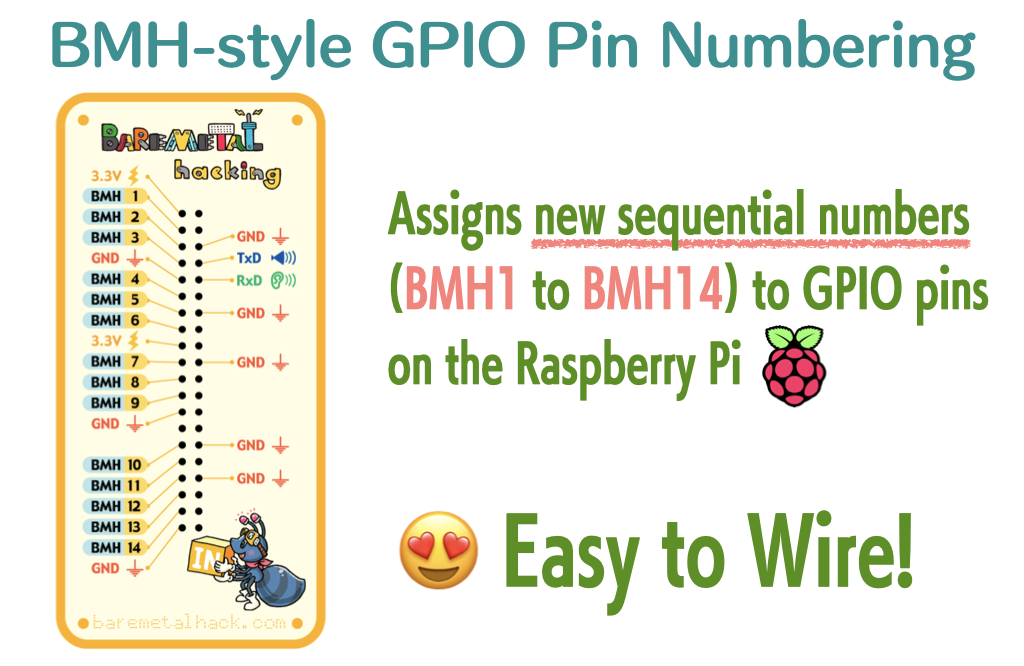 BMH-style GPIO Pin Numbering
BAREMETAL
hacking
3.3V
BMH 1
BMH 2
BMH 3
GND
BMH 4
BMH 5
BMH 6
3.3V
BMH 7
BMH 8
BMH 9
GND
BMH 10
BMH 11
BMH 12
BMH 13
BMH 14
GND
GND
TxD
RxD
GND
GND
GND
GND
IN
baremetalhack.com
Assigns new sequential numbers
(BMH1 to BMH14) to GPIO pins
on the Raspberry Pi
Easy to Wire!